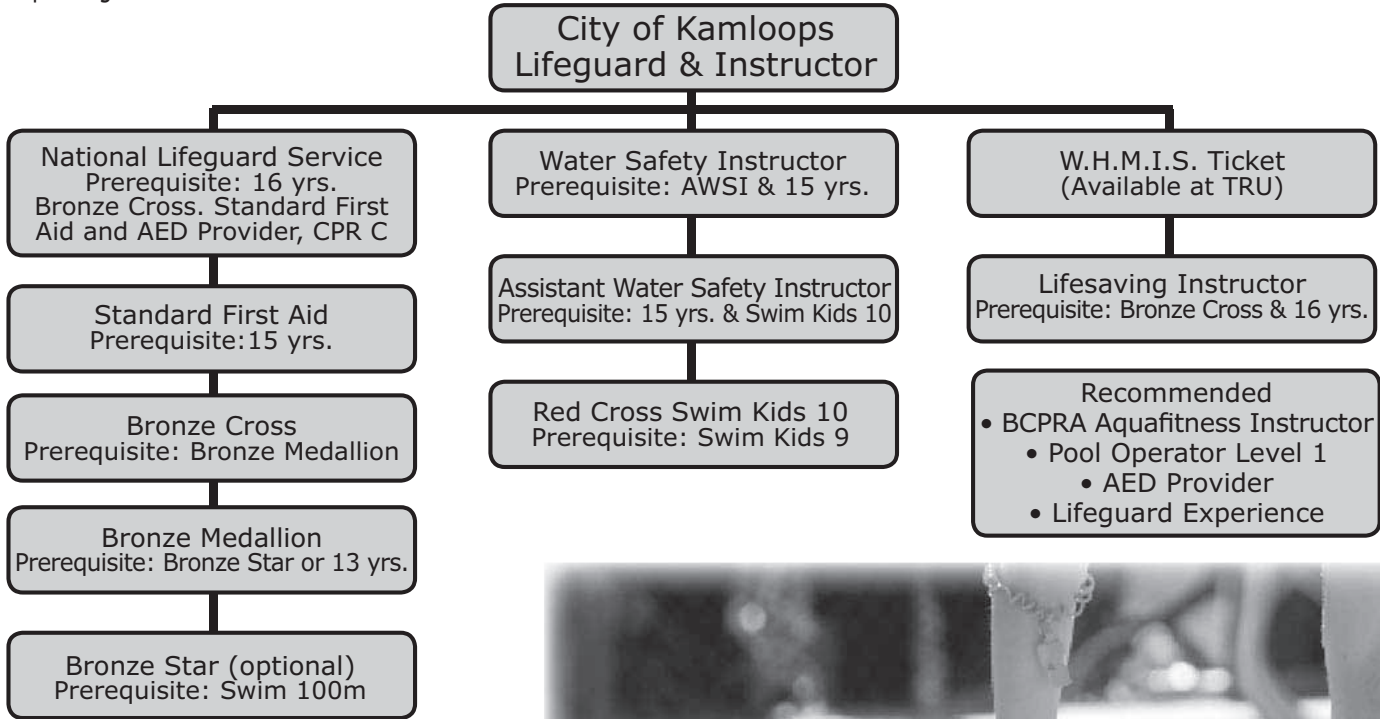 City of Kamloops
Lifeguard & Instructor
National Lifeguard Service
Prerequisite: 16 yrs.
Bronze Cross. Standard First
Aid and AED Provider, CPR C
Standard First Aid
Prerequisite:15 yrs.
Bronze Cross
Prerequisite: Bronze Medallion
Bronze Medallion
Prerequisite: Bronze Star or 13 yrs.
Bronze Star (optional)
Prerequisite: Swim 100m
Water Safety Instructor
Prerequisite: AWSI & 15 yrs.
Assistant Water Safety Instructor
Prerequisite: 15 yrs. & Swim Kids 10
Red Cross Swim Kids 10
Prerequisite: Swim Kids 9
W.H.M.I.S. Ticket
(Available at TRU)
Lifesaving Instructor
Prerequisite: Bronze Cross & 16 yrs.
Recommended
• BCPRA Aquafitness Instructor
• Pool Operator Level 1
• AED Provider
• Lifeguard Experience